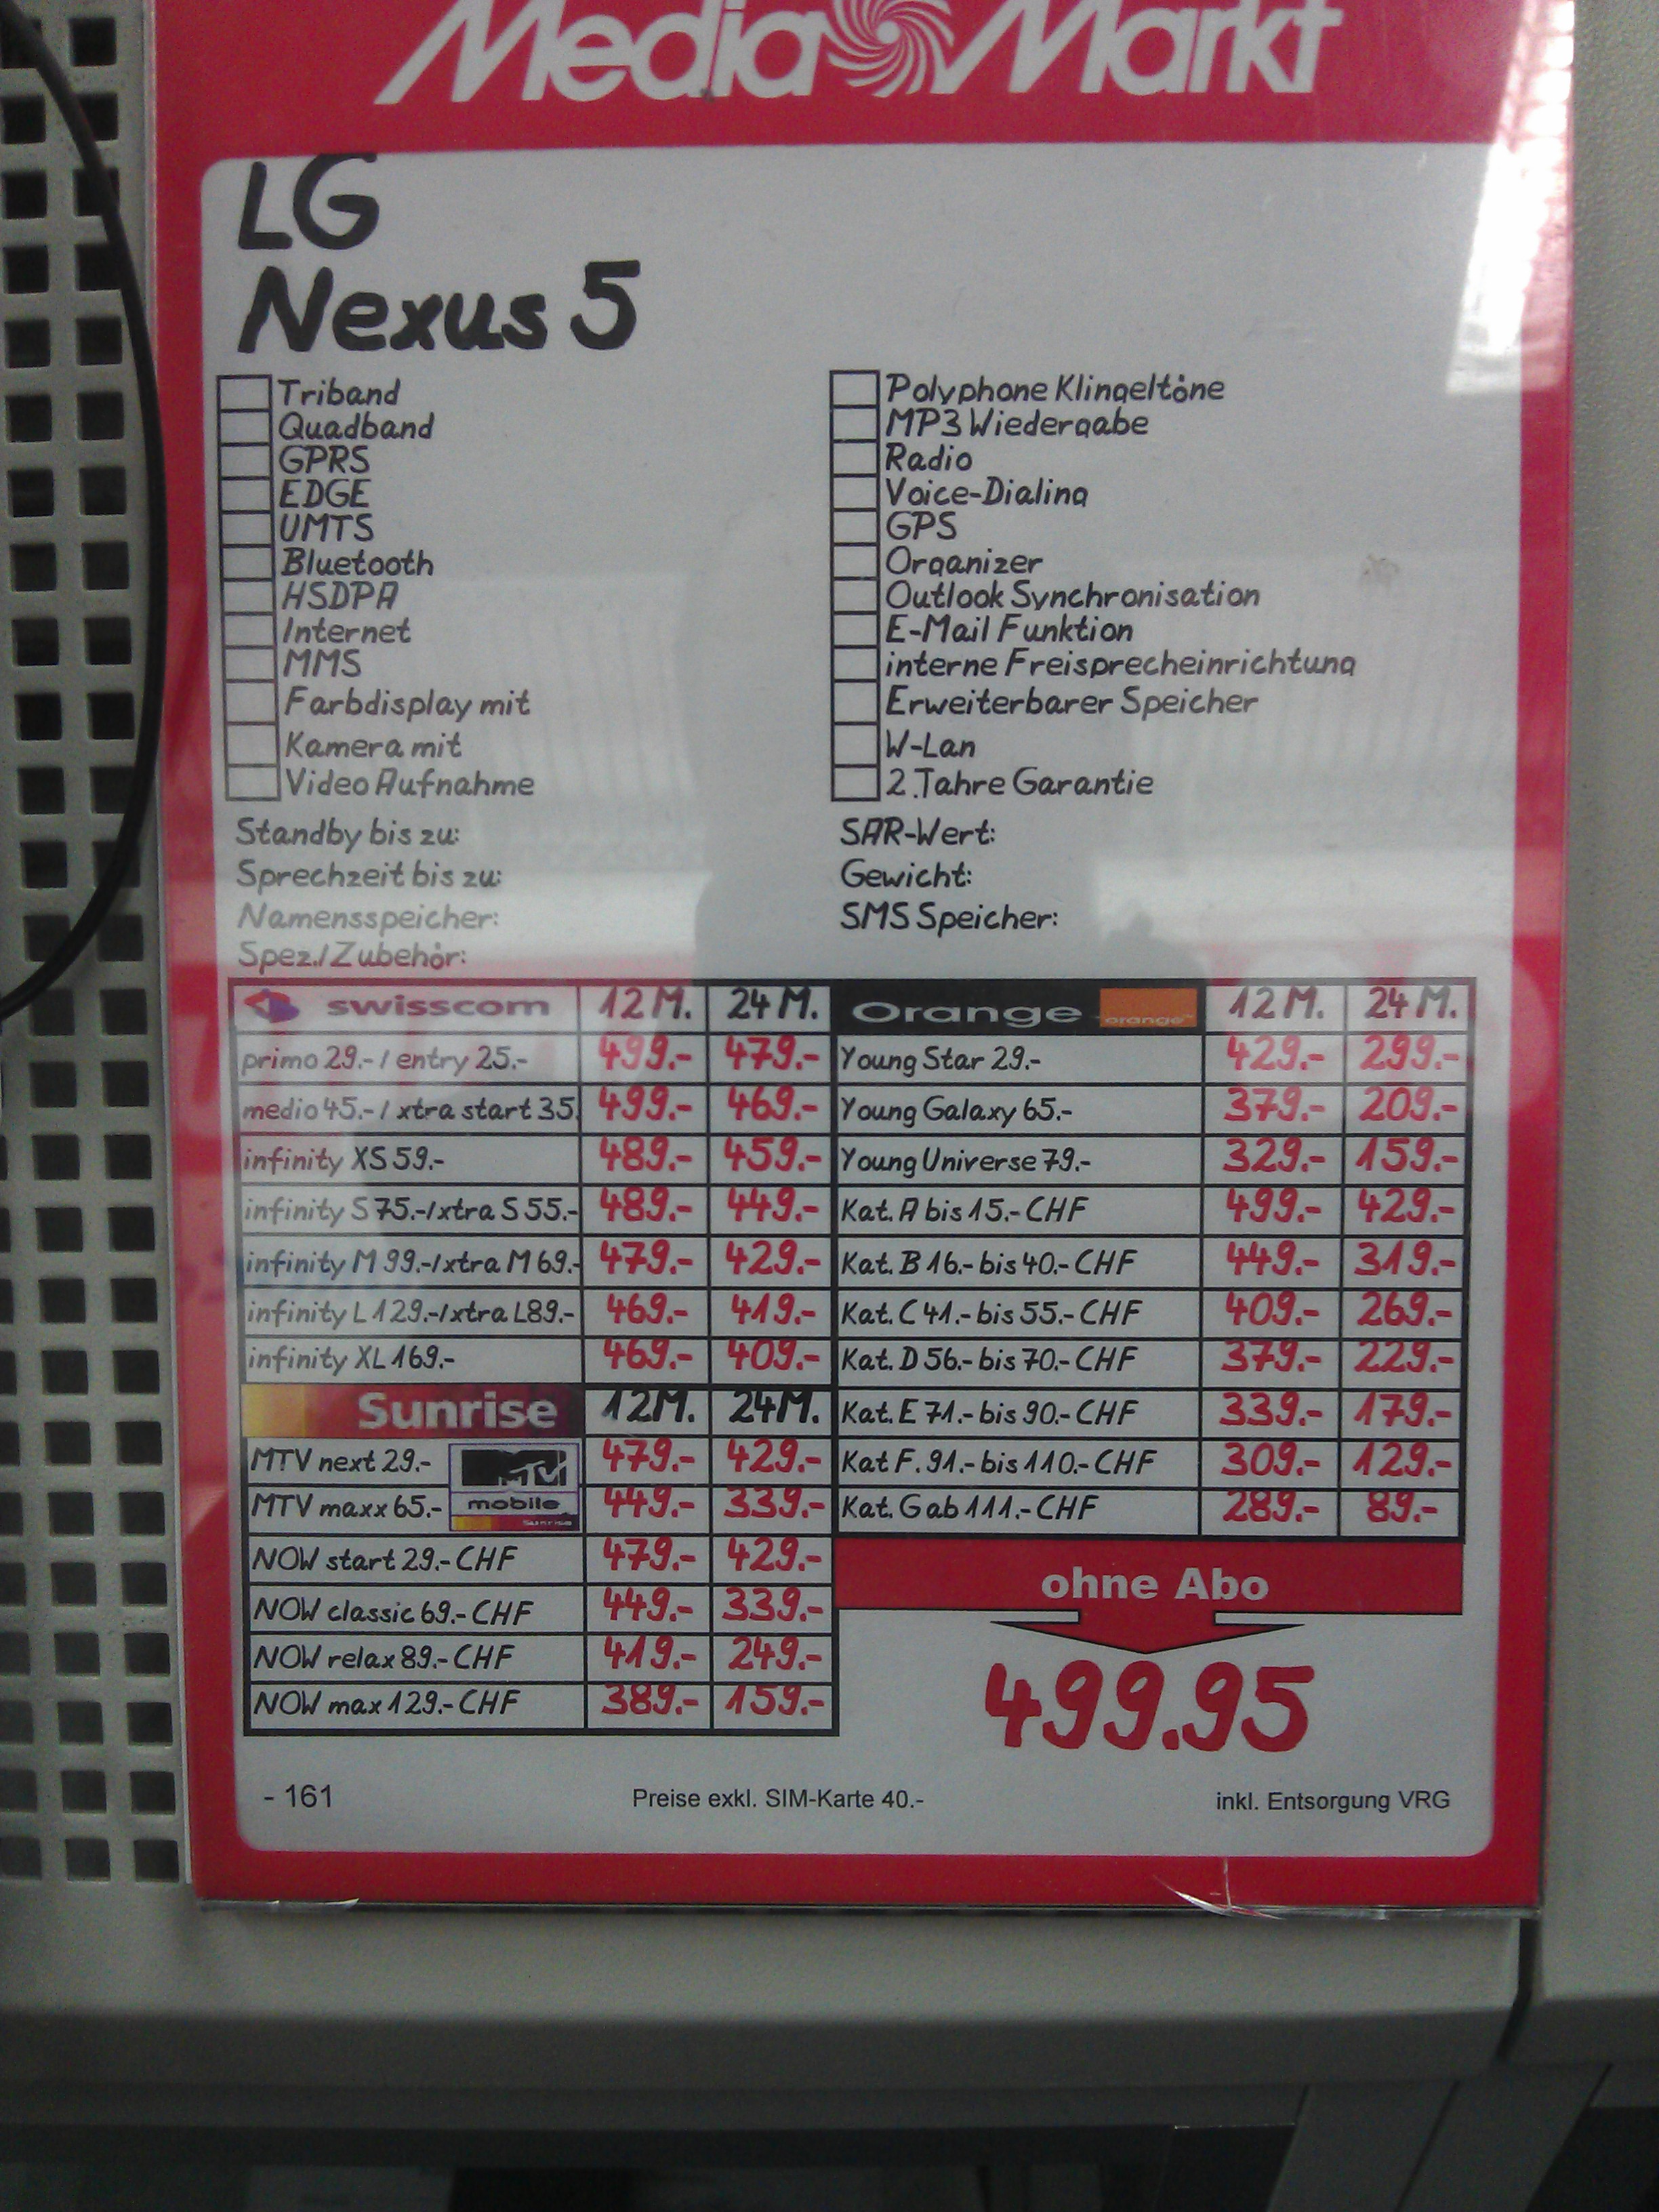 Media Markt
LG
Nexus 5
Triband
Quadband
GPRS
EDGE
UMTS
Bluetooth
HSDPA
Internet
MMS
Farbdisplay mit
Kamera mit
Video Aufnahme
Polyphone Klingeltöne
MP3 Wiedergabe
Radio
Voice-Dialing
GPS
Organizer
Outlook Synchronisation
E-Mail Funktion
interne Freisprecheinrichtung
Erweiterbarer Speicher
W-Lan
2 Jahre Garantie
Standby bis zu:
Sprechzeit bis zu:
Namensspeicher:
Spez./Zubehör:
SAR-Wert:
Gewicht:
SMS Speicher:
swisscom 12 M. 24 M.
primo 29.- / entry 25.- 499.- 479.-
medio 45.- / xtra start 35. 499.- 469.-
infinity XS 59.- 489.- 459.-
infinity S 75.-/xtra S 55.- 489.- 449.-
infinity M 99.-/xtra M 69.- 479.- 429.-
infinity L 129.-/xtra L89.- 469.- 419.-
infinity XL 169.- 469.- 409.-
Sunrise 12M. 24M.
MTV next 29.- 479.- 429.-
MTV maxx 65.- 449.- 339.-
MTV
mobile
Sunrise
NOW start 29.- CHF 479.- 429.-
NOW classic 69.- CHF 449.- 339.-
NOW relax 89.- CHF 419.- 249.-
NOW max 129.- CHF 389.- 159.-
Orange orange™ 12 M. 24 M.
Young Star 29.- 429.- 299.-
Young Galaxy 65.- 379.- 209.-
Young Universe 79.- 329.- 159.-
Kat. A bis 15.- CHF 499.- 429.-
Kat. B 16.- bis 40.- CHF 449.- 319.-
Kat. C 41.- bis 55.- CHF 409.- 269.-
Kat. D 56.- bis 70.- CHF 379.- 229.-
Kat. E 71.- bis 90.- CHF 339.- 179.-
Kat F. 91.- bis 110.- CHF 309.- 129.-
Kat. G ab 111.- CHF 289.- 89.-
ohne Abo
499.95
- 161
Preise exkl. SIM-Karte 40.-
inkl. Entsorgung VRG